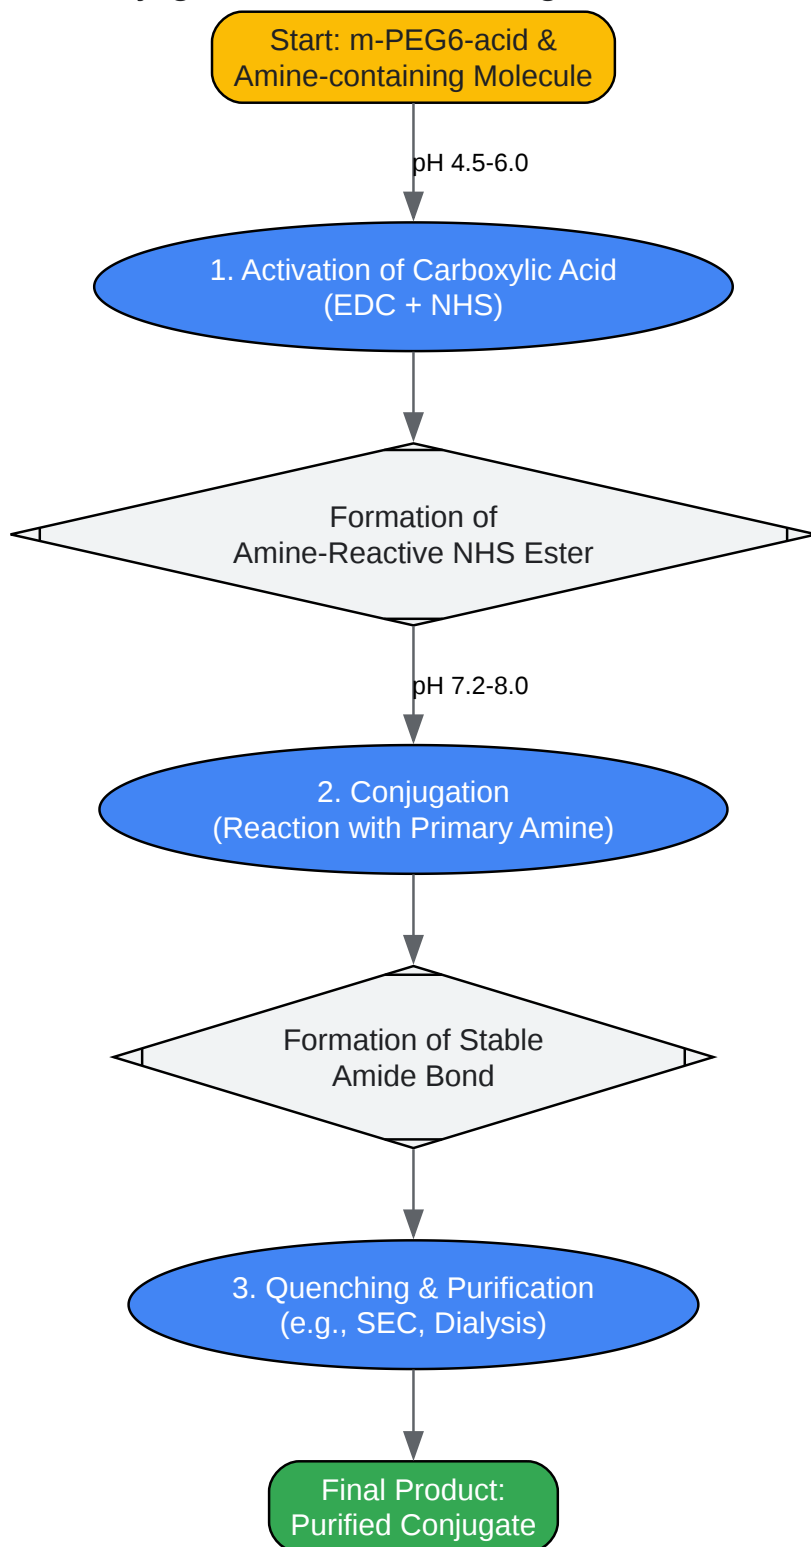 Start: m-PEG6-acid &
Amine-containing Molecule
pH 4.5-6.0
1. Activation of Carboxylic Acid
(EDC + NHS)
Formation of
Amine-Reactive NHS Ester
pH 7.2-8.0
2. Conjugation
(Reaction with Primary Amine)
Formation of Stable
Amide Bond
3. Quenching & Purification
(e.g., SEC, Dialysis)
Final Product:
Purified Conjugate